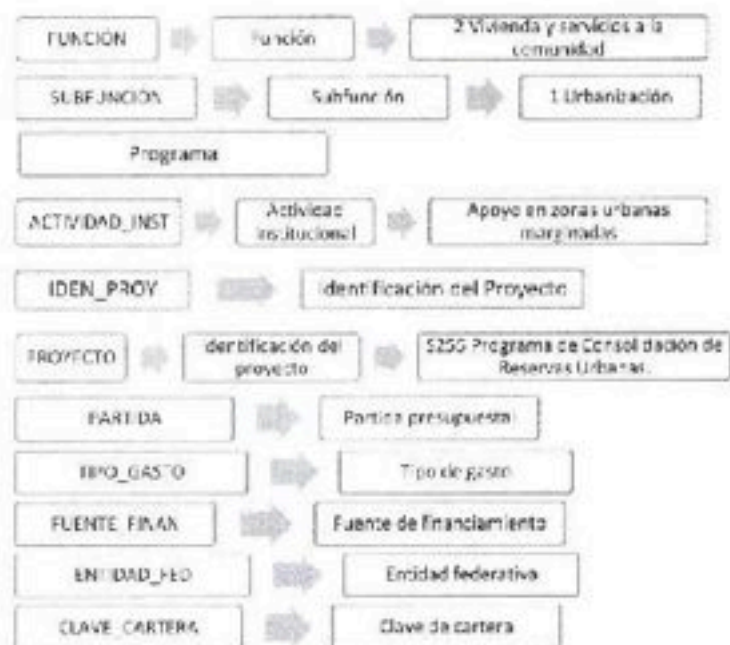 FUNCIÓN
Función
2 Vivienda y servicios a la
comunidad
SUBFUNCION
Subfunción
1 Urbanización
Programa
ACTIVIDAD_INST
Actividad
institucional
Apoyo en zonas urbanas
marginadas
IDEN_PROY
Identificación del Proyecto
PROYECTO
Identificación del
proyecto
S256 Programa de Consolidación de
Reservas Urbanas.
PARTIDA
Partida presupuestal
TIPO_GASTO
Tipo de gasto
FUENTE_FINAN
Fuente de financiamiento
ENTIDAD_FED
Entidad federativa
CLAVE_CARTERA
Clave de cartera